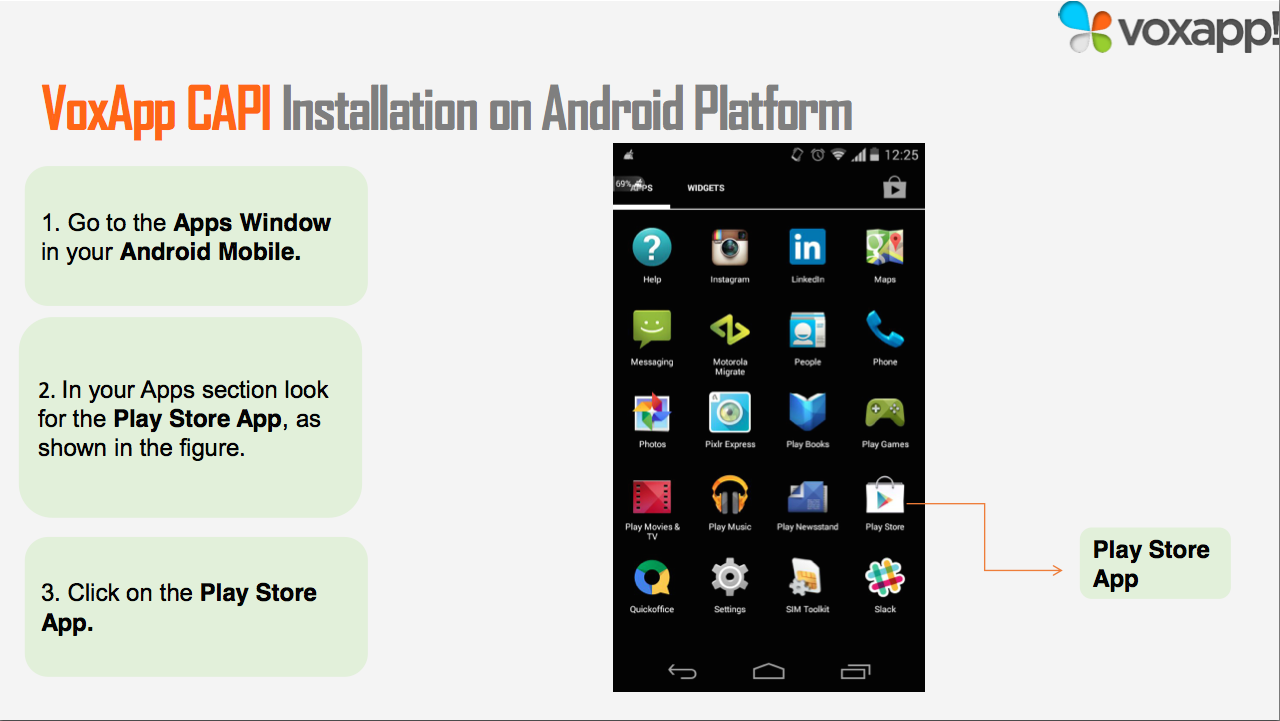 voxapp!
VoxApp CAPI Installation on Android Platform
1. Go to the Apps Window
in your Android Mobile.
2. In your Apps section look
for the Play Store App, as
shown in the figure.
3. Click on the Play Store
App.
12:25
69%
PPS
WIDGETS
?
Help
Instagram
in
LinkedIn
Maps
Messaging
Motorola
Migrate
People
Phone
Photos
A
Pixlr Express
Play Books
Play Games
Play Movies &
TV
Play Music
Play Newsstand
Play Store
Quickoffice
Settings
SIM Toolkit
Slack
Play Store
App